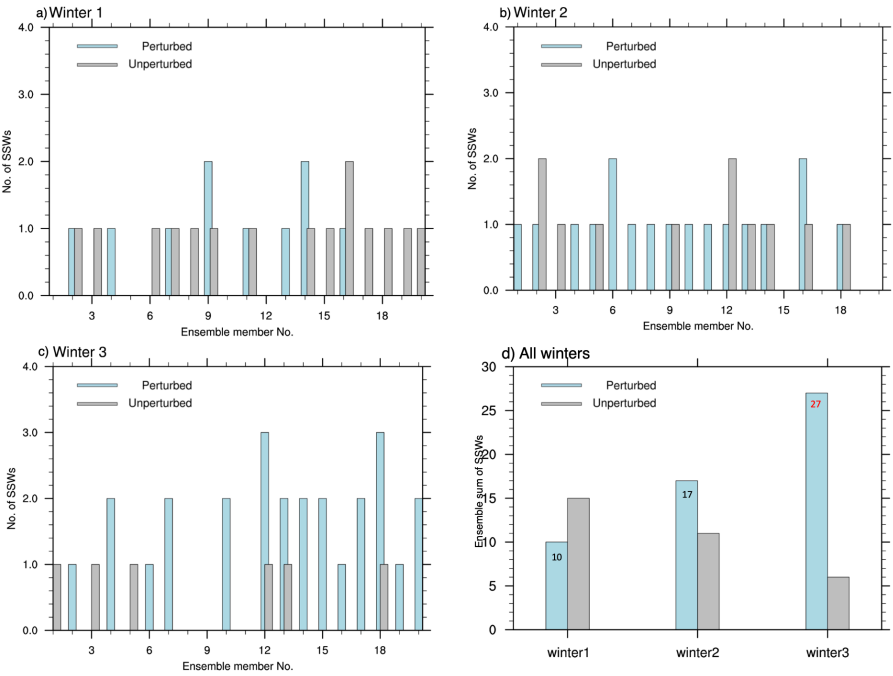 a) Winter 1
4.0
3.0
2.0
1.0
0.0
No. of SSWs
Perturbed
Unperturbed
3 6 9 12 15 18
Ensemble member No.
b) Winter 2
4.0
3.0
2.0
1.0
0.0
No. of SSWs
Perturbed
Unperturbed
3 6 9 12 15 18
Ensemble member No.
c) Winter 3
4.0
3.0
2.0
1.0
0.0
No. of SSWs
Perturbed
Unperturbed
3 6 9 12 15 18
Ensemble member No.
d) All winters
30
25
20
15
10
5
0
Ensemble sum of SSWs
Perturbed
Unperturbed
10
17
27
winter1 winter2 winter3